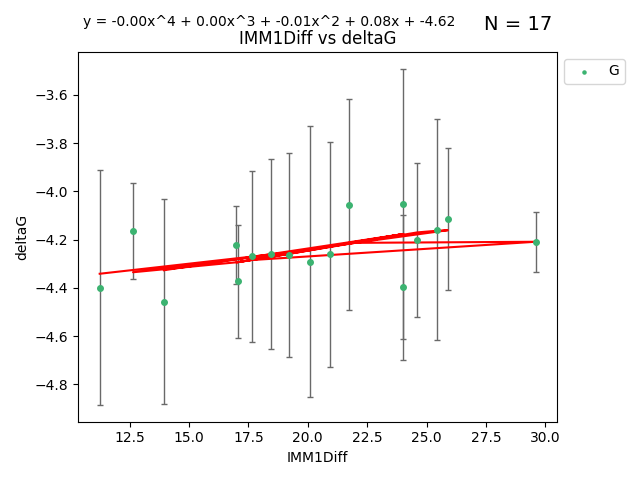 y = -0.00x^4 + 0.00x^3 + -0.01x^2 + 0.08x + -4.62
N = 17
IMM1Diff vs deltaG
G
deltaG
−3.6
−3.8
−4.0
−4.2
−4.4
−4.6
−4.8
12.5 15.0 17.5 20.0 22.5 25.0 27.5 30.0
IMM1Diff